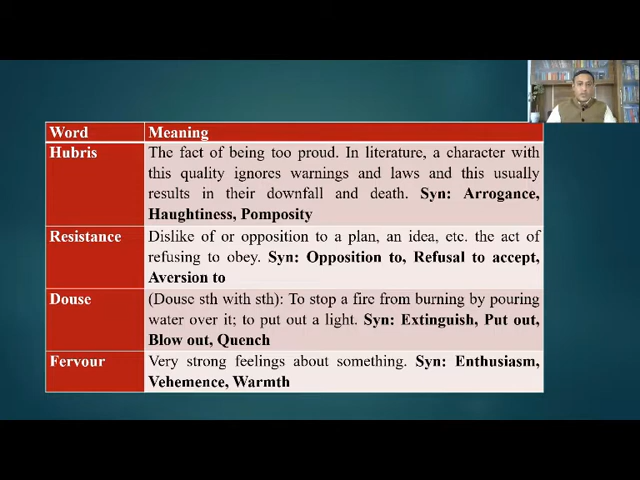 Word Meaning
Hubris The fact of being too proud. In literature, a character with
this quality ignores warnings and laws and this usually
results in their downfall and death. Syn: Arrogance,
Haughtiness, Pomposity
Resistance Dislike of or opposition to a plan, an idea, etc. the act of
refusing to obey. Syn: Opposition to, Refusal to accept,
Aversion to
Douse (Douse sth with sth): To stop a fire from burning by pouring
water over it; to put out a light. Syn: Extinguish, Put out,
Blow out, Quench
Fervour Very strong feelings about something. Syn: Enthusiasm,
Vehemence, Warmth